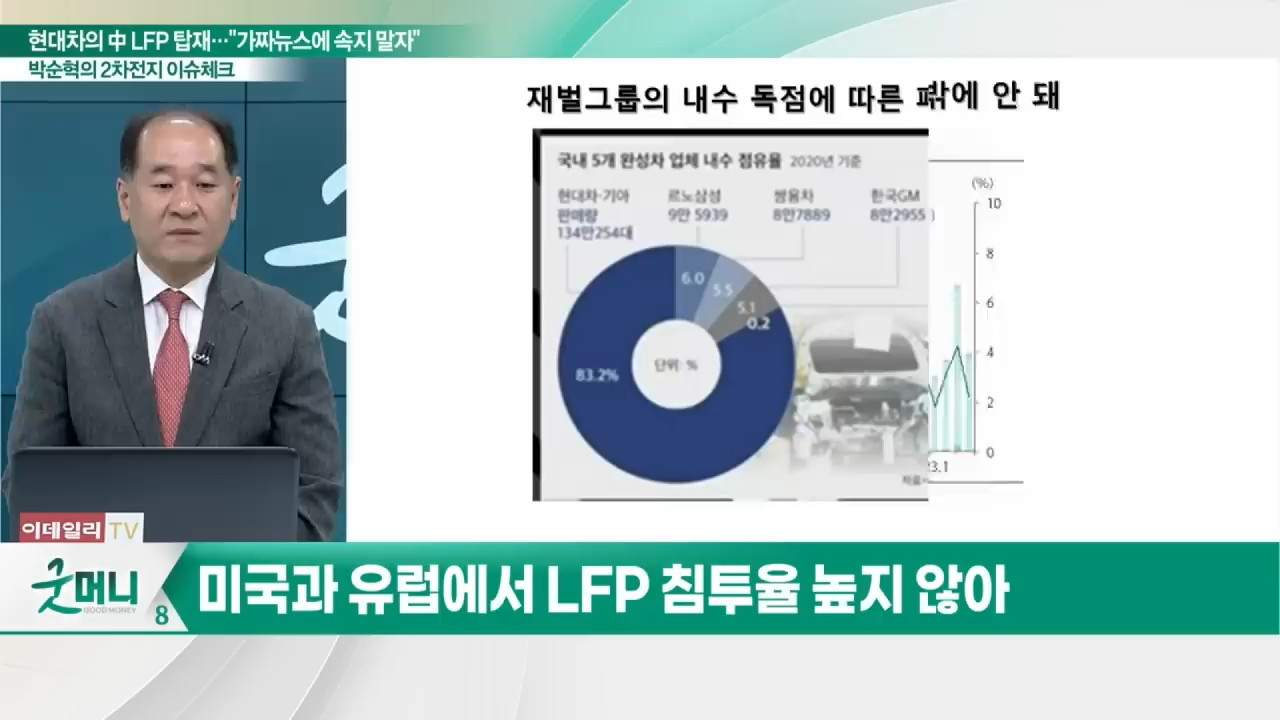 현대차의 中 LFP 탑재…"가짜뉴스에 속지 말자"
박순혁의 2차전지 이슈체크
재벌그룹의 내수 독점에 따른 밖에 안 돼
국내 5개 완성차 업체 내수 점유율 2020년 기준
현대차·기아 르노삼성 쌍용차 한국GM
판매량 9만 5939 8만7889 8만2955
134만254대
(%)
10
8
6
4
2
0
6.0
5.5
5.1
0.2
83.2%
단위: %
23.1
자료
이데일리 TV
굿머니
GOOD MONEY
8
미국과 유럽에서 LFP 침투율 높지 않아